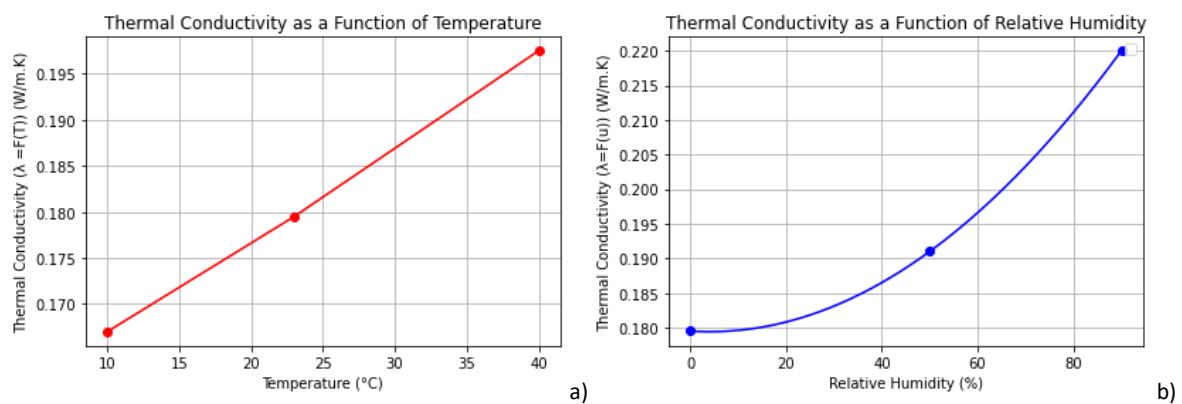 Thermal Conductivity as a Function of Temperature
Thermal Conductivity (λ =F(T)) (W/m.K)
0.195
0.190
0.185
0.180
0.175
0.170
10 15 20 25 30 35 40
Temperature (°C)
a)
Thermal Conductivity as a Function of Relative Humidity
Thermal Conductivity (λ=F(u)) (W/m.K)
0.220
0.215
0.210
0.205
0.200
0.195
0.190
0.185
0.180
0 20 40 60 80
Relative Humidity (%)
b)